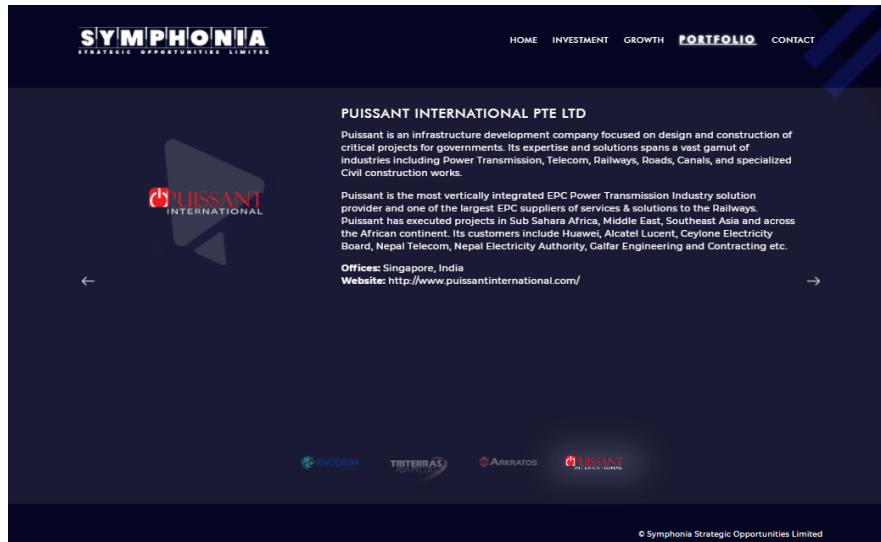 SYMPHONIA
STRATEGIC OPPORTUNITIES LIMITED
HOME INVESTMENT GROWTH PORTFOLIO CONTACT
PUISSANT INTERNATIONAL PTE LTD
Puissant is an infrastructure development company focused on design and construction of
critical projects for governments. Its expertise and solutions spans a vast gamut of
industries including Power Transmission, Telecom, Railways, Roads, Canals, and specialized
Civil construction works.
PUISSANT
INTERNATIONAL
Puissant is the most vertically integrated EPC Power Transmission Industry solution
provider and one of the largest EPC suppliers of services & solutions to the Railways.
Puissant has executed projects in Sub Sahara Africa, Middle East, Southeast Asia and across
the African continent. Its customers include Huawei, Alcatel Lucent, Ceylone Electricity
Board, Nepal Telecom, Nepal Electricity Authority, Galfar Engineering and Contracting etc.
Offices: Singapore, India
Website: http://www.puissantinternational.com/
RHODIUM
TRITERRAS
ARKRATOS
PUISSANT
INTERNATIONAL
© Symphonia Strategic Opportunities Limited